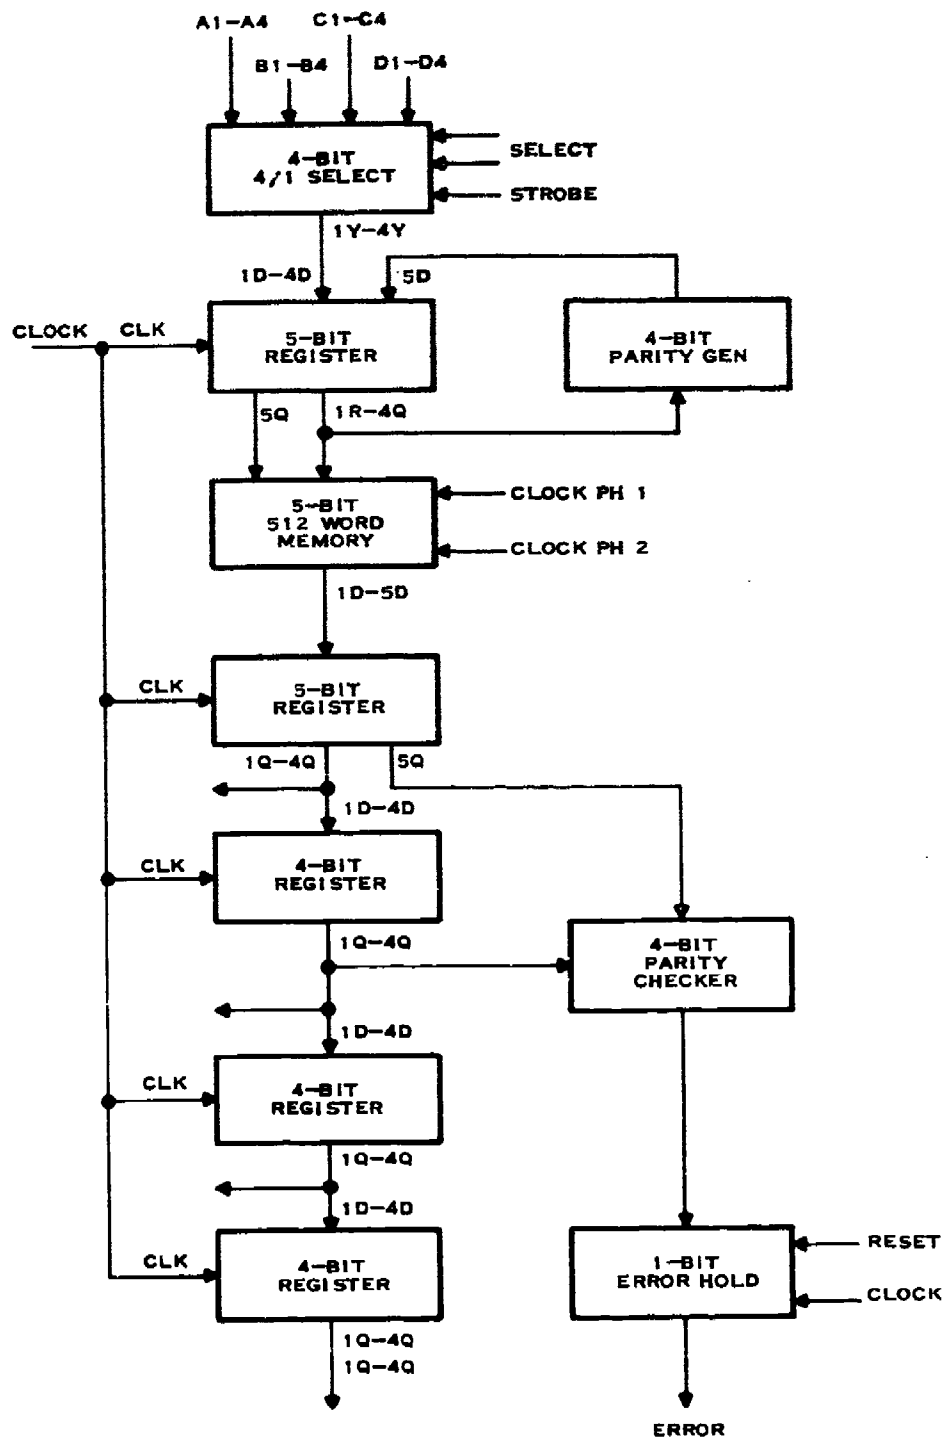 A1-A4
C1-C4
B1-B4
D1-D4
4-BIT
4/1 SELECT
SELECT
STROBE
1Y-4Y
1D-4D
5D
CLOCK
CLK
5-BIT
REGISTER
4-BIT
PARITY GEN
5Q
1R-4Q
5-BIT
512 WORD
MEMORY
CLOCK PH 1
CLOCK PH 2
1D-5D
CLK
5-BIT
REGISTER
1Q-4Q
5Q
1D-4D
CLK
4-BIT
REGISTER
1Q-4Q
4-BIT
PARITY
CHECKER
1D-4D
CLK
4-BIT
REGISTER
1Q-4Q
1D-4D
CLK
4-BIT
REGISTER
1-BIT
ERROR HOLD
RESET
CLOCK
1Q-4Q
1Q-4Q
ERROR